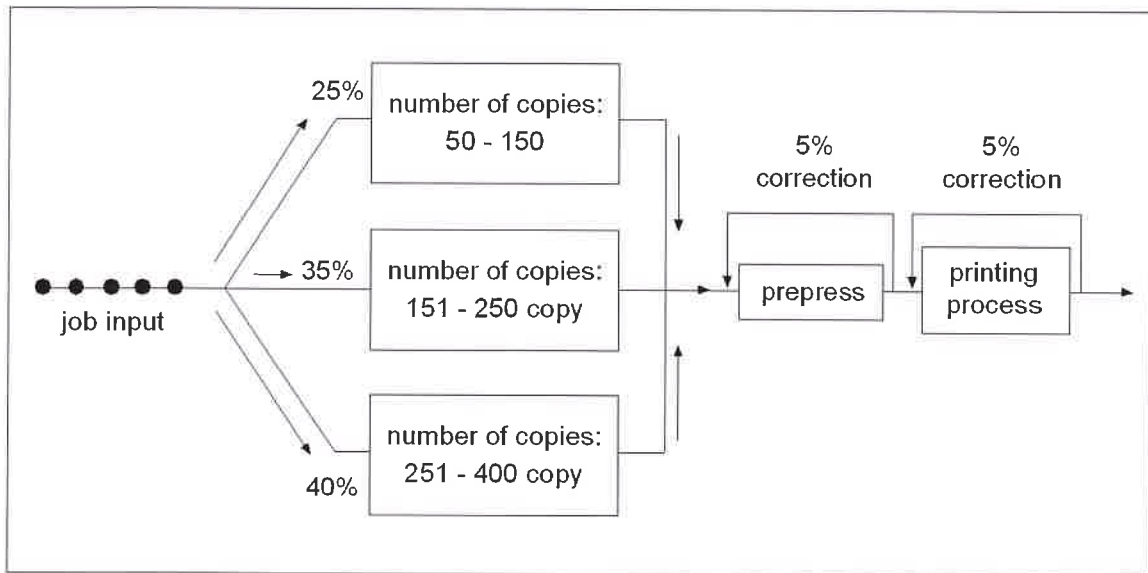 25%
number of copies:
50 - 150
5%
correction
5%
correction
35%
number of copies:
151 - 250 copy
prepress
printing
process
job input
number of copies:
251 - 400 copy
40%